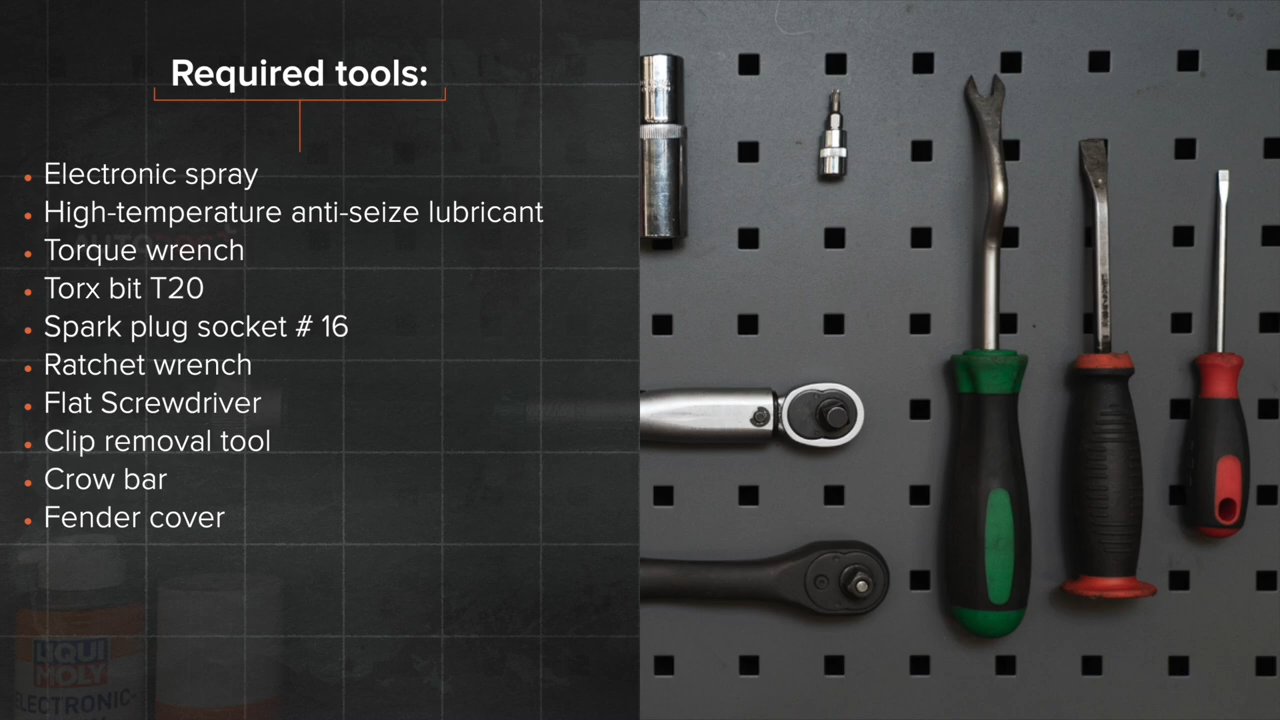 Required tools:
Electronic spray
High-temperature anti-seize lubricant
Torque wrench
Torx bit T20
Spark plug socket # 16
Ratchet wrench
Flat Screwdriver
Clip removal tool
Crow bar
Fender cover
LIQUI
MOLY
ELECTRONIC-